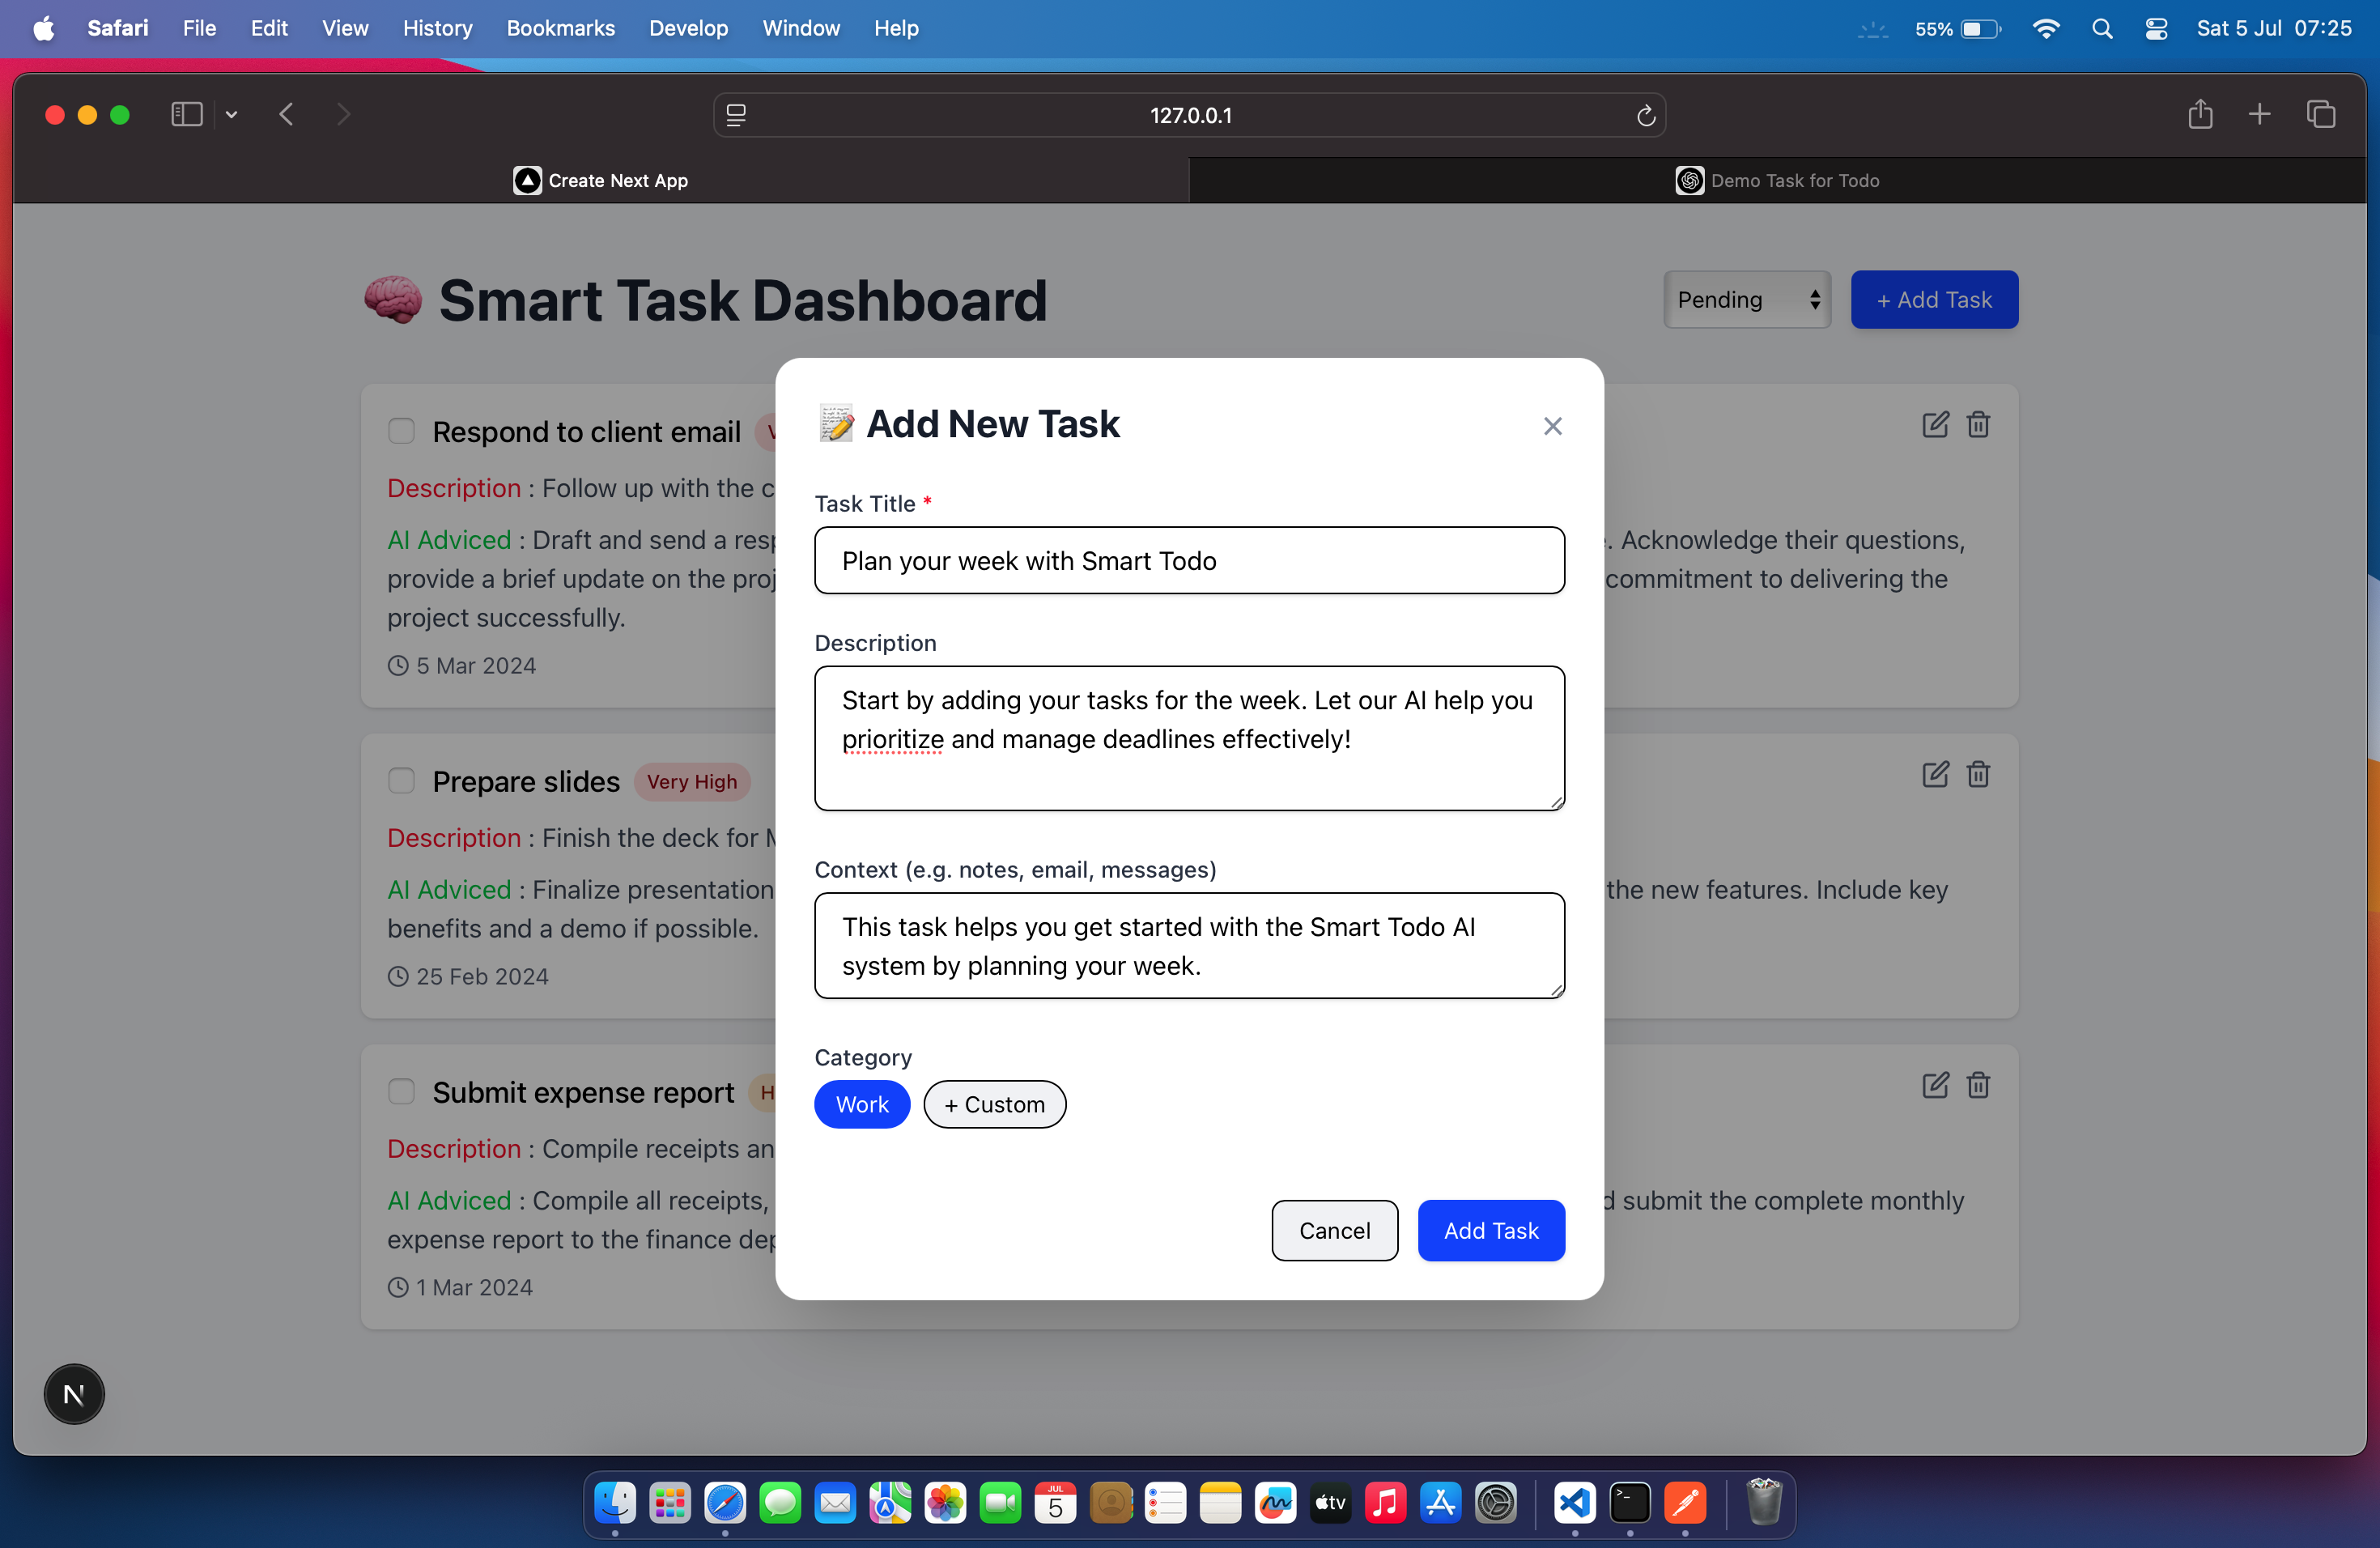 Safari File Edit View History Bookmarks Develop Window Help 55% Sat 5 Jul 07:25
127.0.0.1
Create Next App
Demo Task for Todo
Smart Task Dashboard
Pending
+ Add Task
Respond to client email
Description : Follow up with the
AI Adviced : Draft and send a
. Acknowledge their questions,
provide a brief update on the
commitment to delivering the
project successfully.
5 Mar 2024
Prepare slides Very High
Description : Finish the deck for
AI Adviced : Finalize presentation
the new features. Include key
benefits and a demo if possible.
25 Feb 2024
Submit expense report
Description : Compile receipts
AI Adviced : Compile all receipts,
submit the complete monthly
expense report to the finance
1 Mar 2024
Add New Task
Task Title *
Plan your week with Smart Todo
Description
Start by adding your tasks for the week. Let our AI help you
prioritize and manage deadlines effectively!
Context (e.g. notes, email, messages)
This task helps you get started with the Smart Todo AI
system by planning your week.
Category
Work
+ Custom
Cancel
Add Task
N
JUL
5
tv